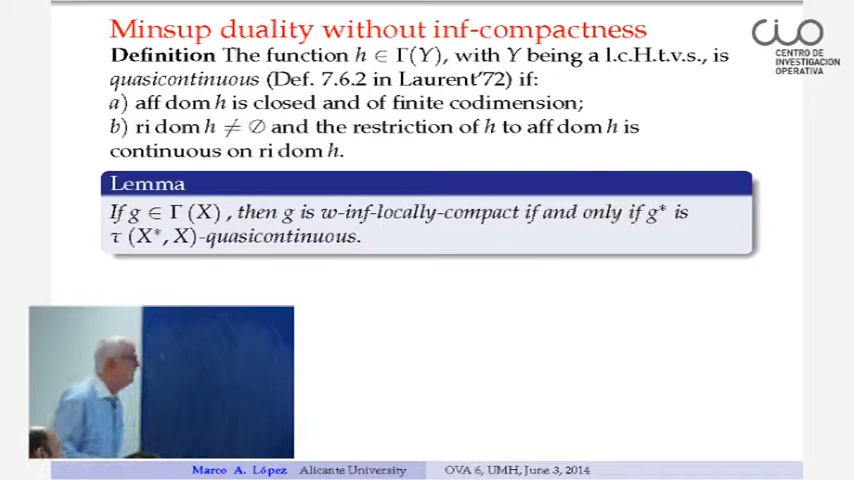 Minsup duality without inf-compactness
Definition The function h ∈ Γ(Y), with Y being a l.c.H.t.v.s., is
quasicontinuous (Def. 7.6.2 in Laurent'72) if:
a) aff dom h is closed and of finite codimension;
b) ri dom h ≠ ∅ and the restriction of h to aff dom h is
continuous on ri dom h.
Lemma
If g ∈ Γ (X) , then g is w-inf-locally-compact if and only if g* is
τ (X*, X)-quasicontinuous.
CIO
CENTRO DE
INVESTIGACION
OPERATIVA
Marco A. López Alicante University OVA 6, UMH, June 3, 2014